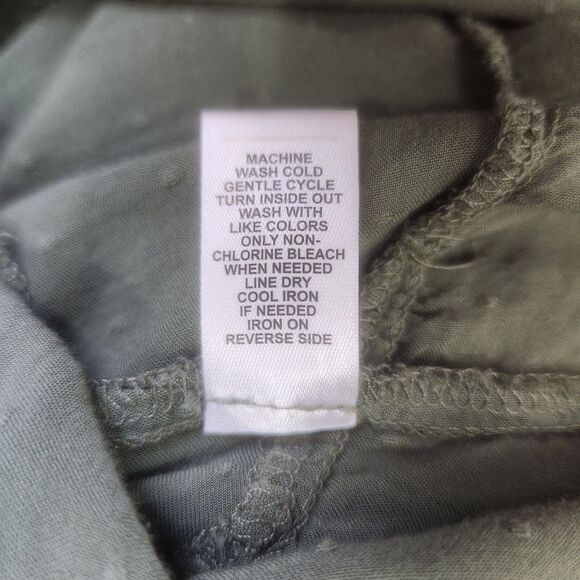 MACHINE
WASH COLD
GENTLE CYCLE
TURN INSIDE OUT
WASH WITH
LIKE COLORS
ONLY NON-
CHLORINE BLEACH
WHEN NEEDED
LINE DRY
COOL IRON
IF NEEDED
IRON ON
REVERSE SIDE